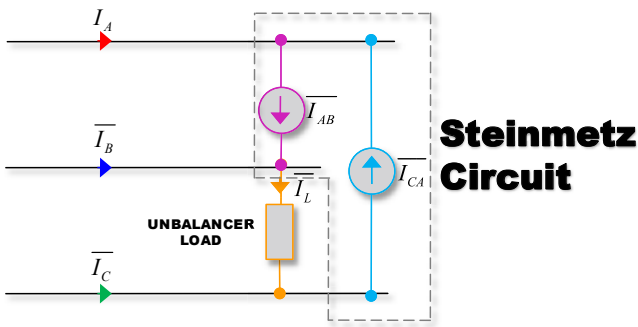 I_A
I_AB
Steinmetz
Circuit
I_B
I_L
I_CA
UNBALANCER
LOAD
I_C